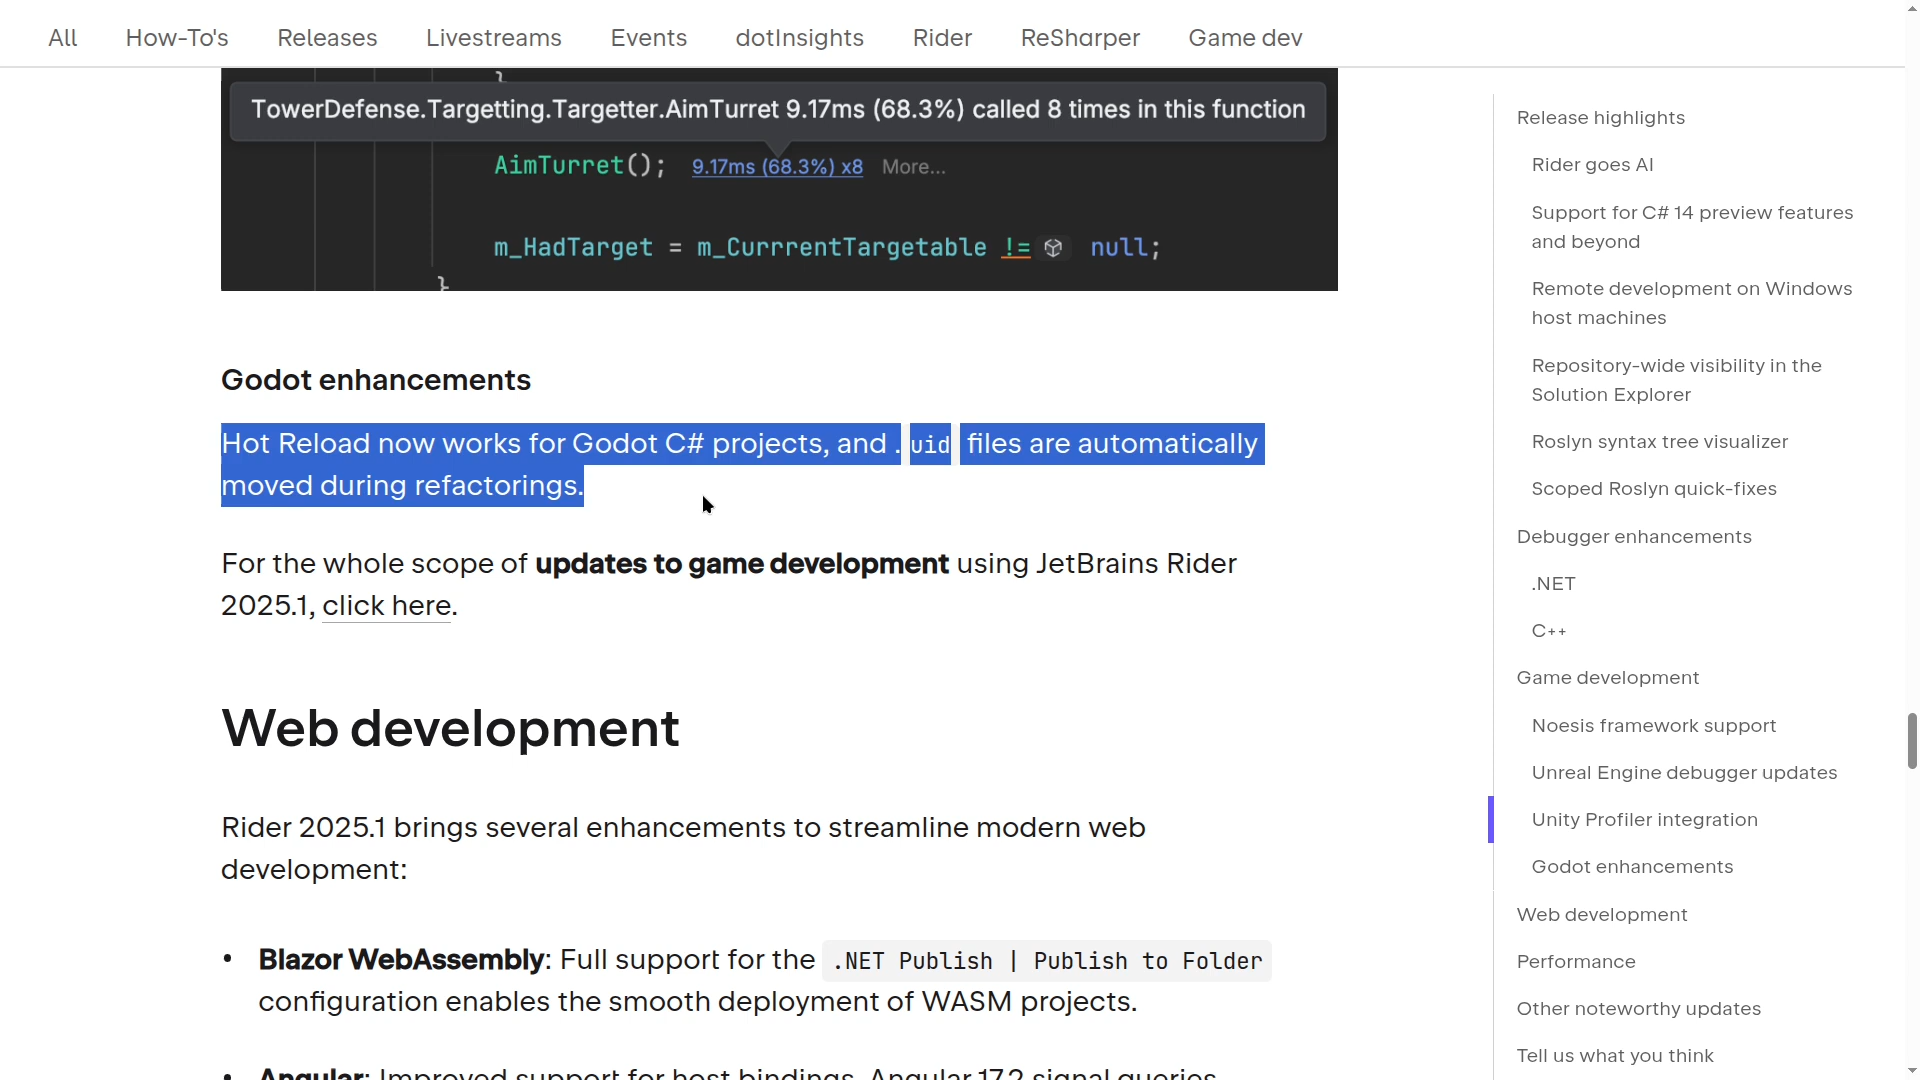 All How-To's Releases Livestreams Events dotInsights Rider ReSharper Game dev
}
TowerDefense.Targetting.Targetter.AimTurret 9.17ms (68.3%) called 8 times in this function
AimTurret(); 9.17ms (68.3%) x8 More...
m_HadTarget = m_CurrrentTargetable != null;
}
Godot enhancements
Hot Reload now works for Godot C# projects, and . uid files are automatically
moved during refactorings.
For the whole scope of updates to game development using JetBrains Rider
2025.1, click here.
Web development
Rider 2025.1 brings several enhancements to streamline modern web
development:
• Blazor WebAssembly: Full support for the .NET Publish | Publish to Folder
configuration enables the smooth deployment of WASM projects.
• Angular: Improved support for host bindings, Angular 17.2 signal queries,
Release highlights
Rider goes AI
Support for C# 14 preview features
and beyond
Remote development on Windows
host machines
Repository-wide visibility in the
Solution Explorer
Roslyn syntax tree visualizer
Scoped Roslyn quick-fixes
Debugger enhancements
.NET
C++
Game development
Noesis framework support
Unreal Engine debugger updates
Unity Profiler integration
Godot enhancements
Web development
Performance
Other noteworthy updates
Tell us what you think